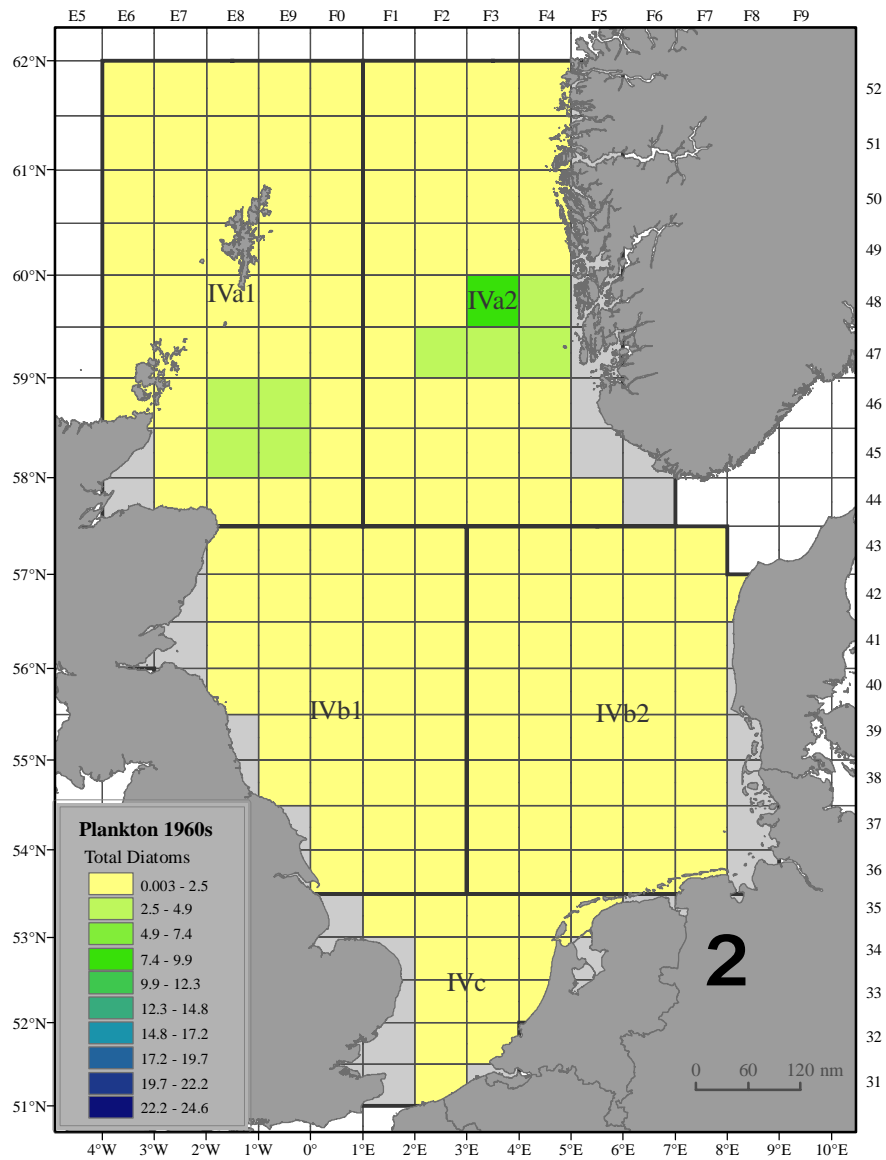 E5 E6 E7 E8 E9 F0 F1 F2 F3 F4 F5 F6 F7 F8 F9
62°N
52
61°N
51
50
49
60°N
IVa1
IVa2
48
47
59°N
46
45
58°N
44
43
57°N
42
41
56°N
40
IVb1
IVb2
39
55°N
38
37
54°N
36
35
53°N
34
2
IVc
33
52°N
32
31
51°N
Plankton 1960s
Total Diatoms
0.003 - 2.5
2.5 - 4.9
4.9 - 7.4
7.4 - 9.9
9.9 - 12.3
12.3 - 14.8
14.8 - 17.2
17.2 - 19.7
19.7 - 22.2
22.2 - 24.6
0 60 120 nm
4°W 3°W 2°W 1°W 0° 1°E 2°E 3°E 4°E 5°E 6°E 7°E 8°E 9°E 10°E